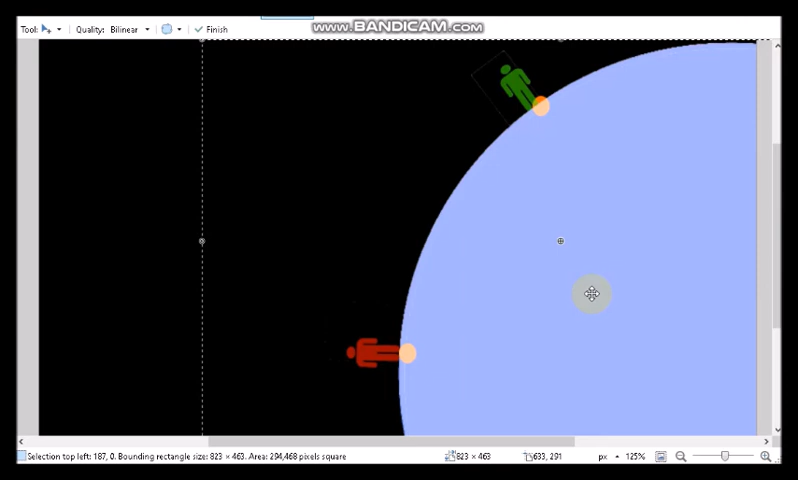 WWW.BANDICAM.COM
Tool: Quality: Bilinear Finish
Selection top left: 187, 0. Bounding rectangle size: 823 × 463. Area: 294,468 pixels square 823 × 463 633, 291 px 125%